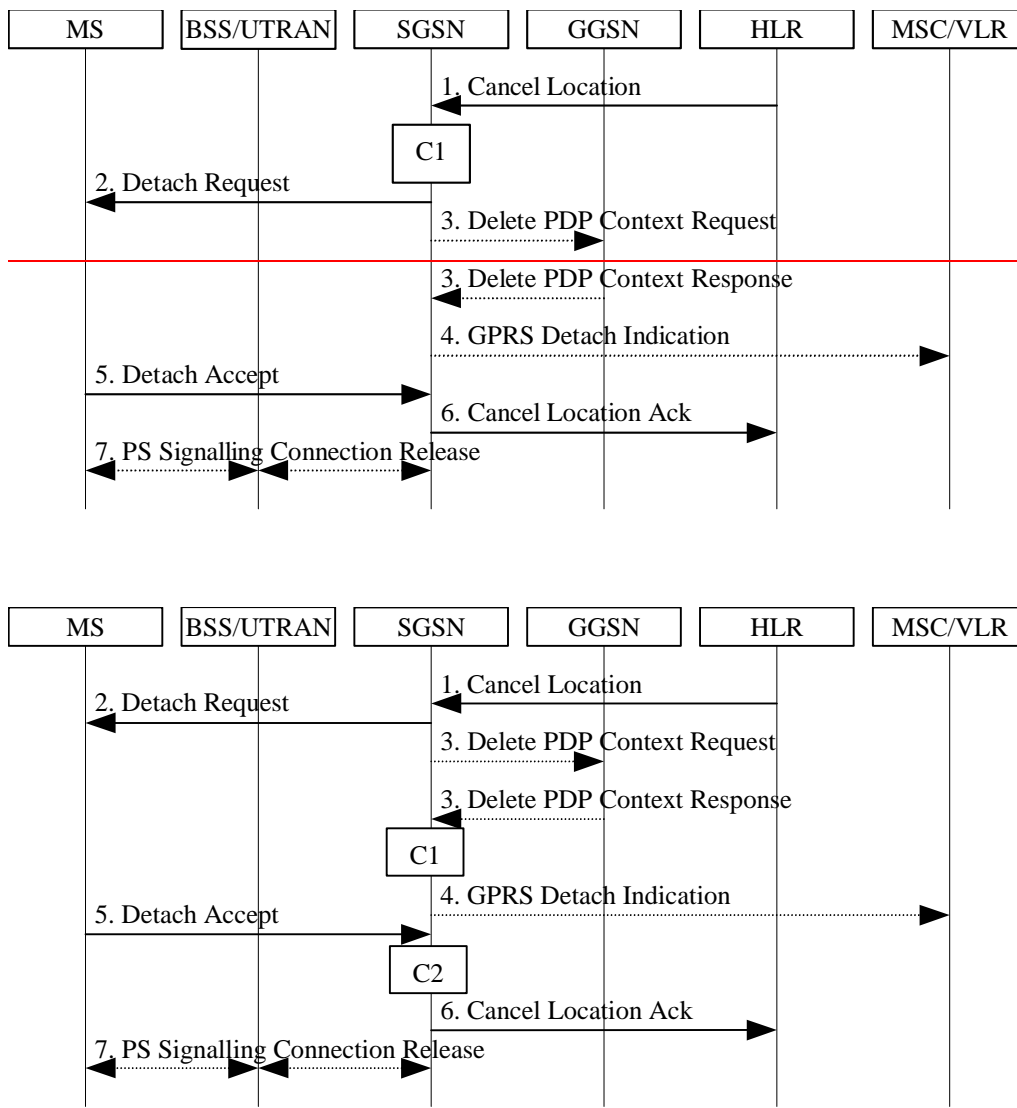 MS BSS/UTRAN SGSN GGSN HLR MSC/VLR
1. Cancel Location
C1
2. Detach Request
3. Delete PDP Context Request
3. Delete PDP Context Response
4. GPRS Detach Indication
5. Detach Accept
6. Cancel Location Ack
7. PS Signalling Connection Release
MS BSS/UTRAN SGSN GGSN HLR MSC/VLR
1. Cancel Location
2. Detach Request
3. Delete PDP Context Request
3. Delete PDP Context Response
C1
4. GPRS Detach Indication
5. Detach Accept
C2
6. Cancel Location Ack
7. PS Signalling Connection Release